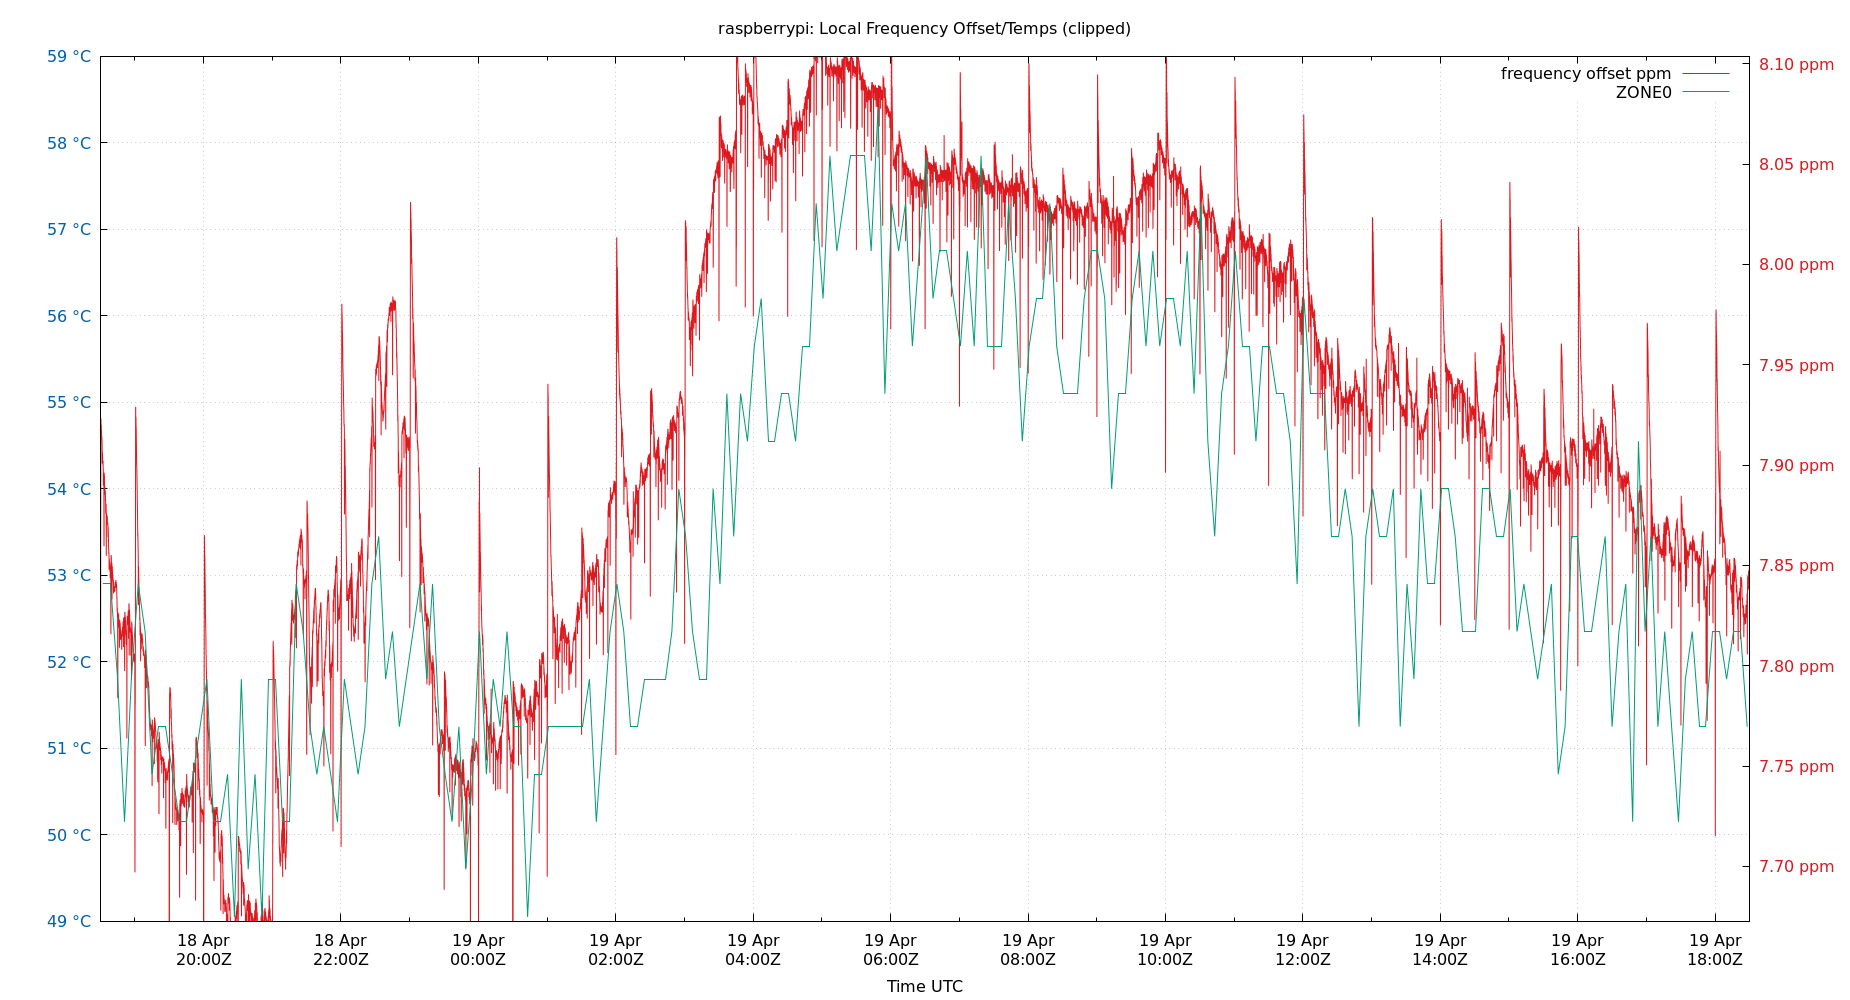 raspberrypi: Local Frequency Offset/Temps (clipped)
59 °C
58 °C
57 °C
56 °C
55 °C
54 °C
53 °C
52 °C
51 °C
50 °C
49 °C
frequency offset ppm
ZONE0
8.10 ppm
8.05 ppm
8.00 ppm
7.95 ppm
7.90 ppm
7.85 ppm
7.80 ppm
7.75 ppm
7.70 ppm
18 Apr
20:00Z
18 Apr
22:00Z
19 Apr
00:00Z
19 Apr
02:00Z
19 Apr
04:00Z
19 Apr
06:00Z
19 Apr
08:00Z
19 Apr
10:00Z
19 Apr
12:00Z
19 Apr
14:00Z
19 Apr
16:00Z
19 Apr
18:00Z
Time UTC